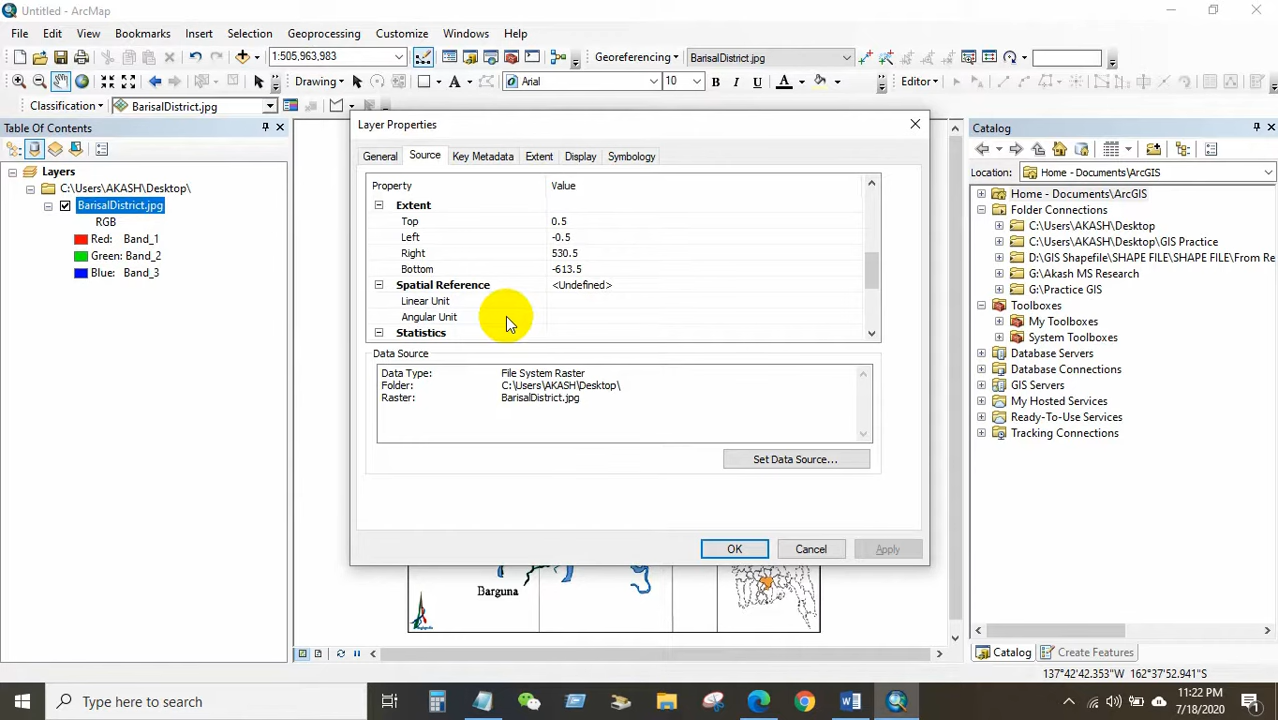 Untitled - ArcMap
File Edit View Bookmarks Insert Selection Geoprocessing Customize Windows Help
1:505,963,983 Georeferencing BarisalDistrict.jpg
Drawing Arial 10 B I U A Editor
Classification BarisalDistrict.jpg
Table Of Contents
Layers
C:\Users\AKASH\Desktop\
BarisalDistrict.jpg
RGB
Red: Band_1
Green: Band_2
Blue: Band_3
Layer Properties
General Source Key Metadata Extent Display Symbology
Property Value
Extent
Top 0.5
Left -0.5
Right 530.5
Bottom -613.5
Spatial Reference <Undefined>
Linear Unit
Angular Unit
Statistics
Data Source
Data Type: File System Raster
Folder: C:\Users\AKASH\Desktop\
Raster: BarisalDistrict.jpg
Set Data Source...
OK Cancel Apply
Barguna
Catalog
Location: Home - Documents\ArcGIS
Home - Documents\ArcGIS
Folder Connections
C:\Users\AKASH\Desktop
C:\Users\AKASH\Desktop\GIS Practice
D:\GIS Shapefile\SHAPE FILE\SHAPE FILE\From Re
G:\Akash MS Research
G:\Practice GIS
Toolboxes
My Toolboxes
System Toolboxes
Database Servers
Database Connections
GIS Servers
My Hosted Services
Ready-To-Use Services
Tracking Connections
Catalog Create Features
137°42'42.353"W 162°37'52.941"S
Type here to search
11:22 PM
7/18/2020
1